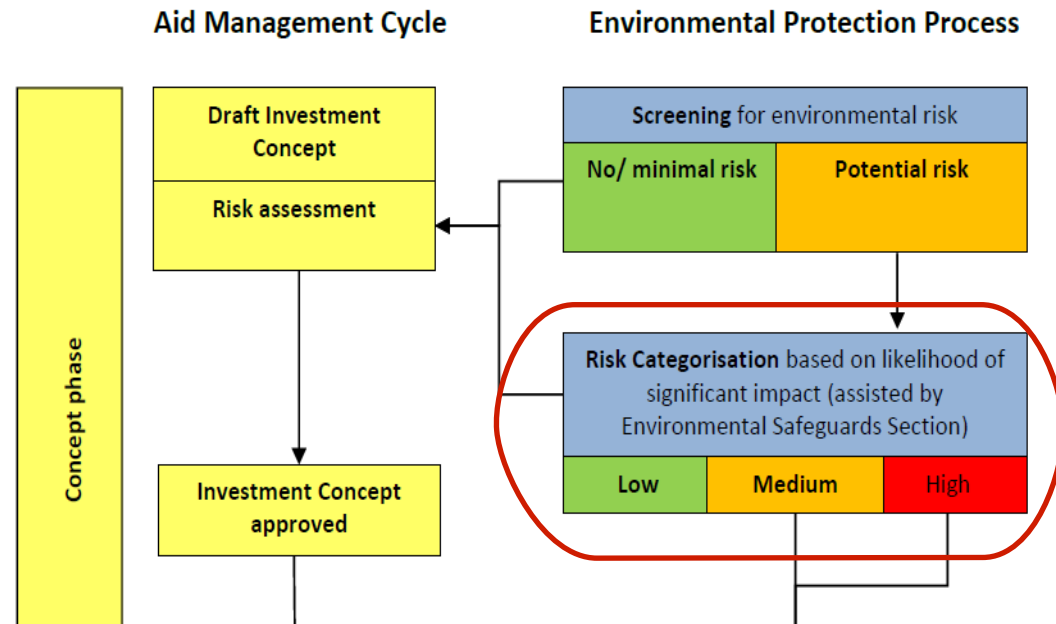 Aid Management Cycle
Environmental Protection Process
Concept phase
Draft Investment
Concept
Risk assessment
Investment Concept
approved
Screening for environmental risk
No/ minimal risk
Potential risk
Risk Categorisation based on likelihood of
significant impact (assisted by
Environmental Safeguards Section)
Low
Medium
High